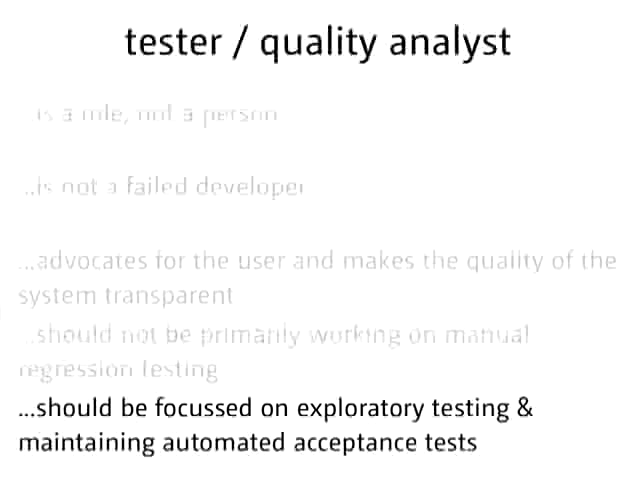 tester / quality analyst
...is a role, not a person
...is not a failed developer
...advocates for the user and makes the quality of the
system transparent
...should not be primarily working on manual
regression testing
...should be focussed on exploratory testing &
maintaining automated acceptance tests